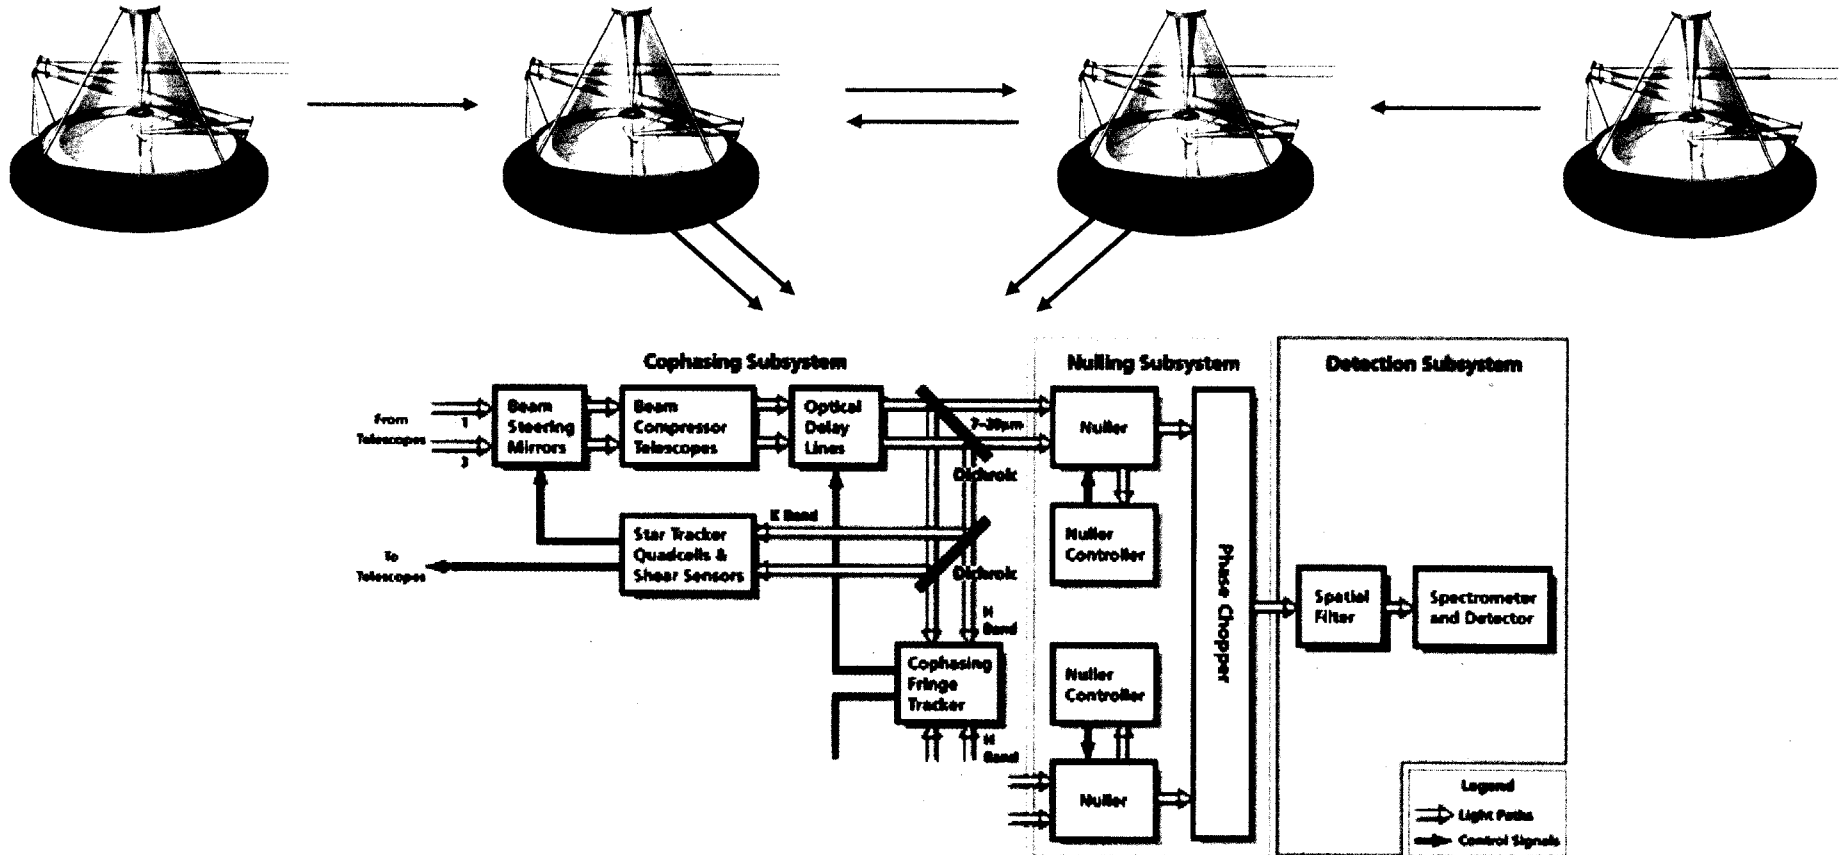 Cophasing Subsystem
Nulling Subsystem
Detection Subsystem
From
Telescopes
1
3
Beam
Steering
Mirrors
Beam
Compressor
Telescopes
Optical
Delay
Lines
Dichroic
Nuller
K Band
Star Tracker
Quadcells &
Shear Sensors
To
Telescopes
Dichroic
Nuller
Controller
Phase Chopper
Spatial
Filter
Spectrometer
and Detector
H
Band
Cophasing
Fringe
Tracker
H
Band
Nuller
Controller
Nuller
Legend
Light Paths
Control Signals